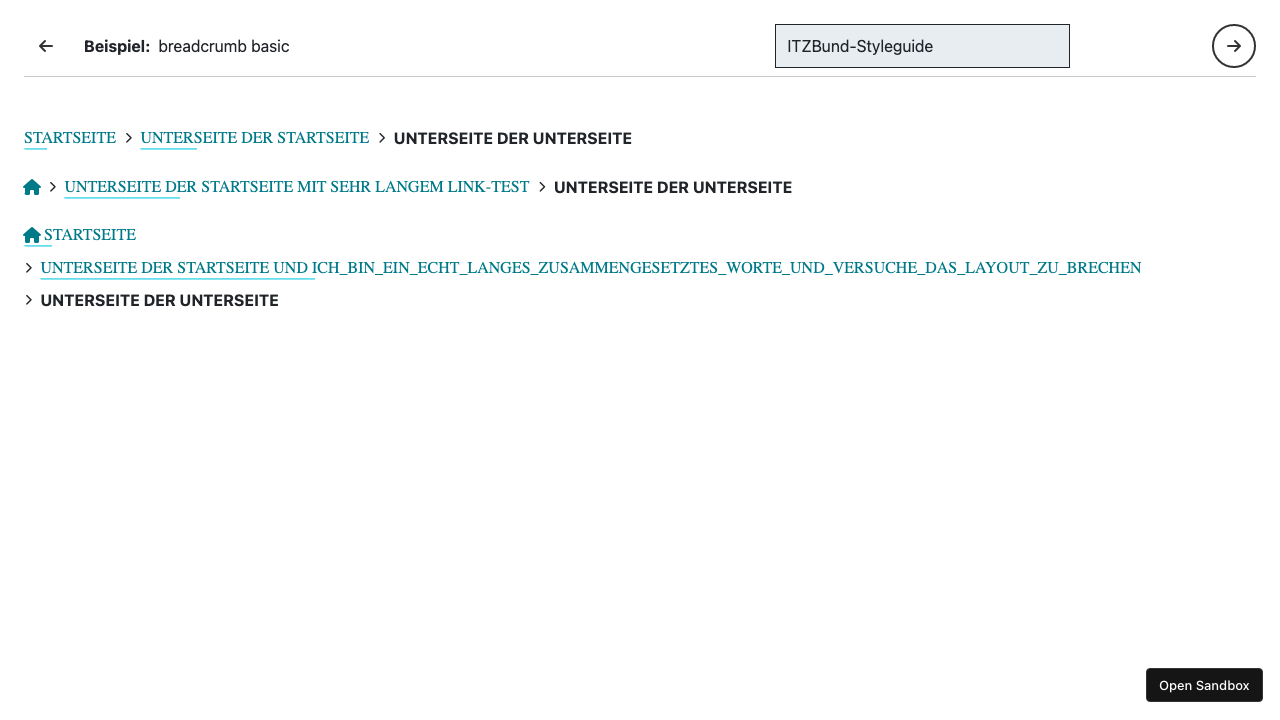 Beispiel: breadcrumb basic
ITZBund-Styleguide
STARTSEITE > UNTERSEITE DER STARTSEITE > UNTERSEITE DER UNTERSEITE
> UNTERSEITE DER STARTSEITE MIT SEHR LANGEM LINK-TEST > UNTERSEITE DER UNTERSEITE
STARTSEITE
> UNTERSEITE DER STARTSEITE UND ICH_BIN_EIN_ECHT_LANGES_ZUSAMMENGESETZTES_WORTE_UND_VERSUCHE_DAS_LAYOUT_ZU_BRECHEN
> UNTERSEITE DER UNTERSEITE
Open Sandbox